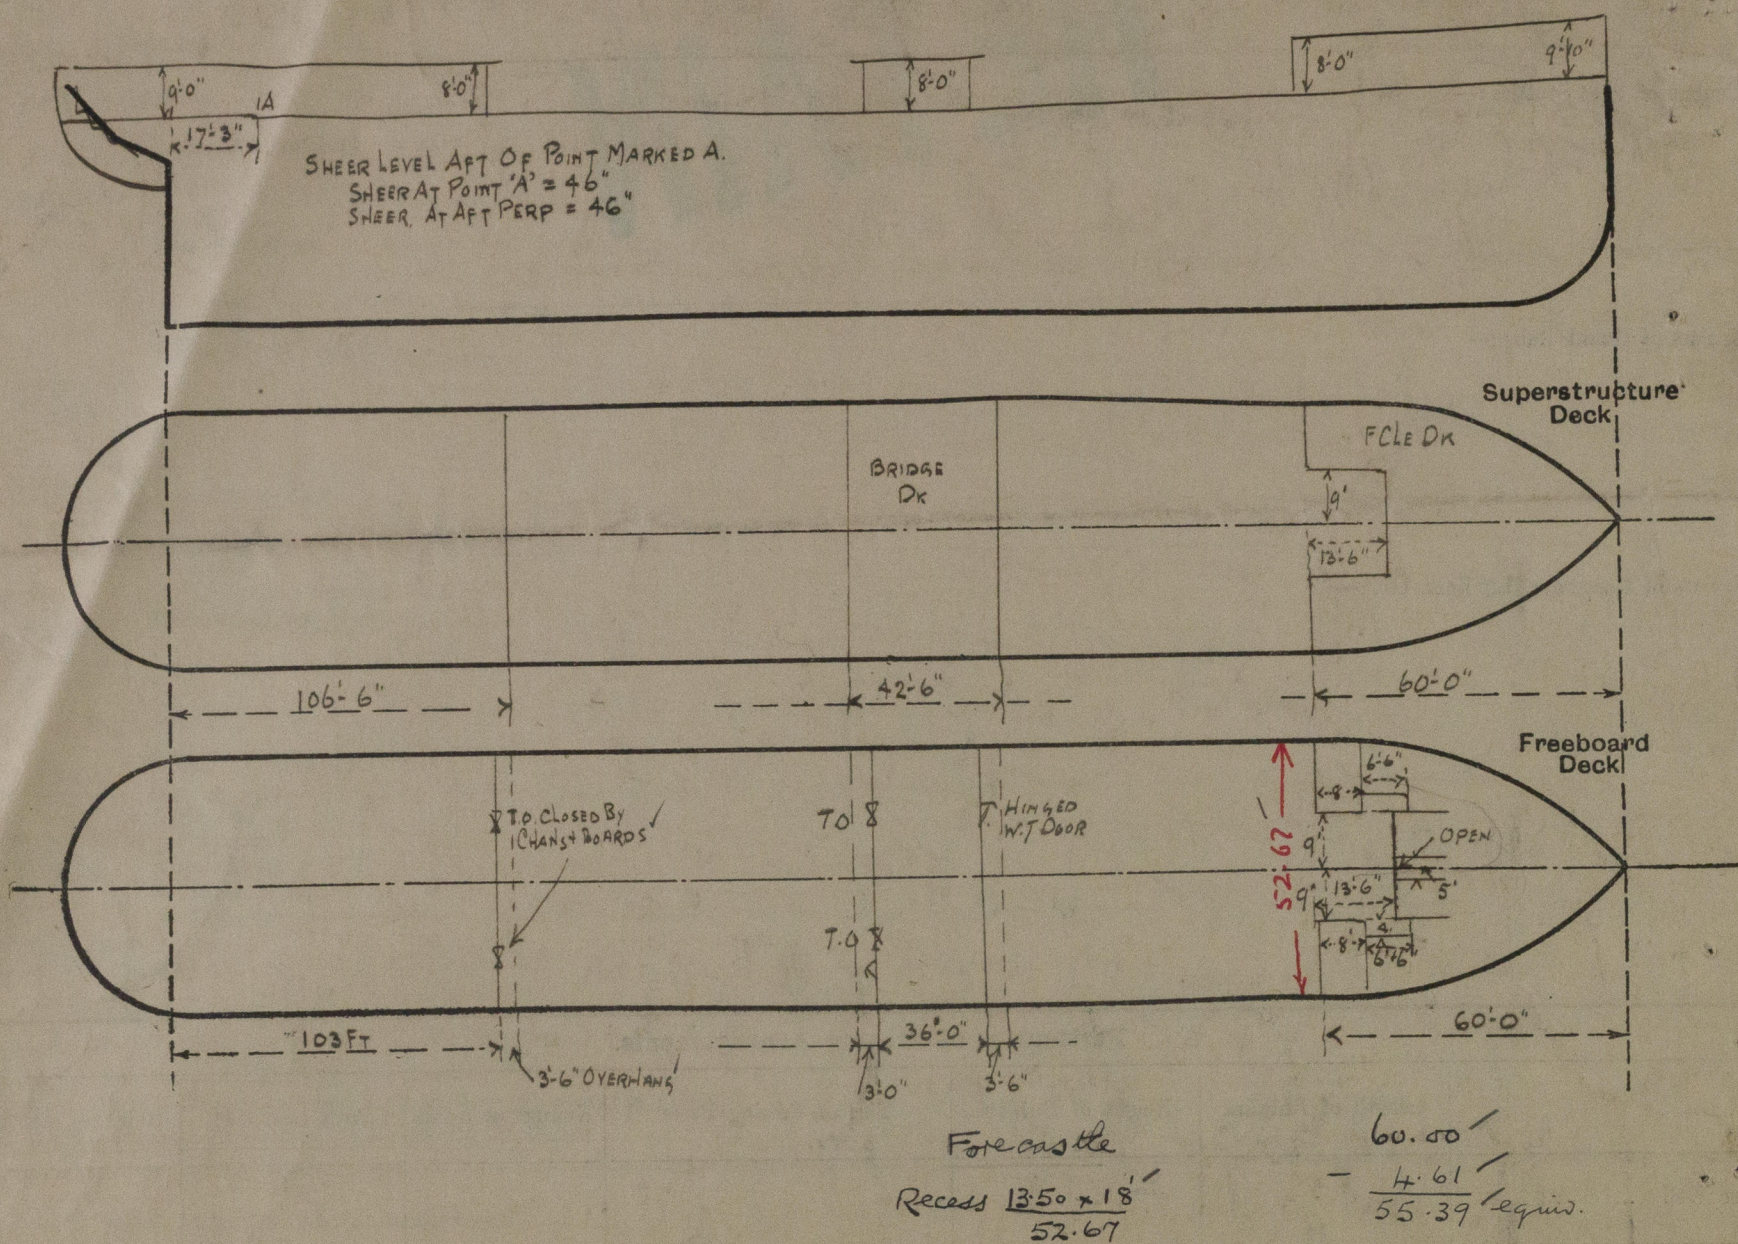 9'-0"
8'-0"
8'-0"
8'-0"
9'-0"
A
17'-3"
SHEER LEVEL AFT OF POINT MARKED A.
SHEER AT POINT 'A' = 46"
SHEER AT AFT PERP = 46"
Superstructure
Deck
FCLE DK
BRIDGE
DK
9'
13'-6"
106'-6"
42'-6"
60'-0"
Freeboard
Deck
6'-6"
8'
T.O. CLOSED BY
CHANS & BOARDS
TO
HINGED
W.T DOOR
52.67
9'
OPEN
9'
13'-6"
5'
T.O
8'
4
6'-6"
103 FT
36'-0"
60'-0"
3'-6" OVERHANG
3'-0"
3'-6"
Forecastle
Recess 13.50 x 18'
52.67
60.00
- 4.61
55.39 equiv.